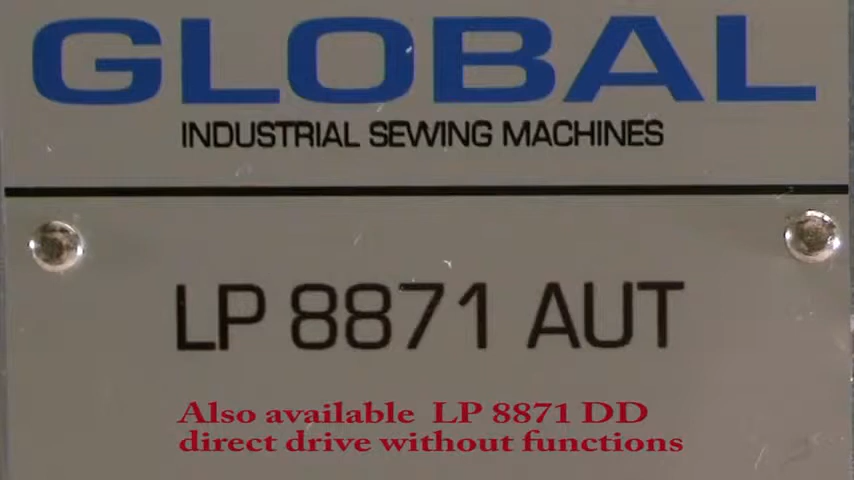 GLOBAL
INDUSTRIAL SEWING MACHINES
LP 8871 AUT
Also available LP 8871 DD
direct drive without functions